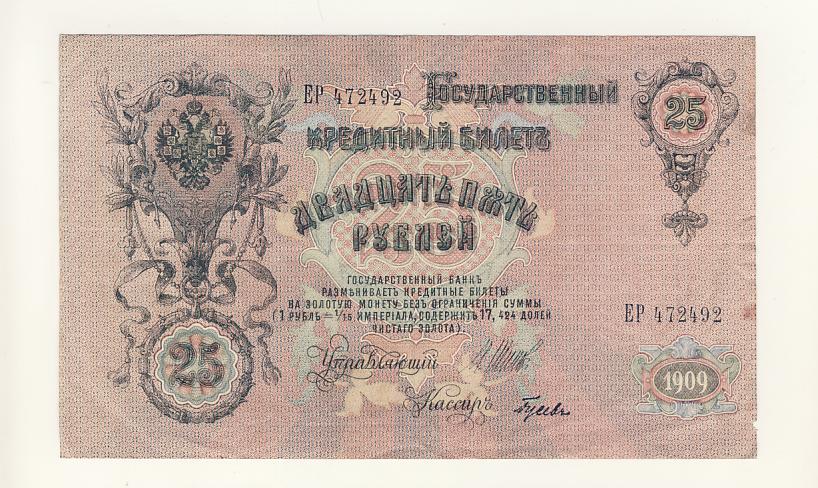 ЕР 472492
Государственный
25
Кредитный Билетъ
Двадцать пять
рублей
Государственный Банкъ
размѣниваетъ кредитные билеты
на золотую монету безъ ограниченія суммы
(1 рубль = 1/15 имперіала, содержитъ 17, 424 долей
чистаго золота).
ЕР 472492
Управляющій
25
1909
Кассиръ